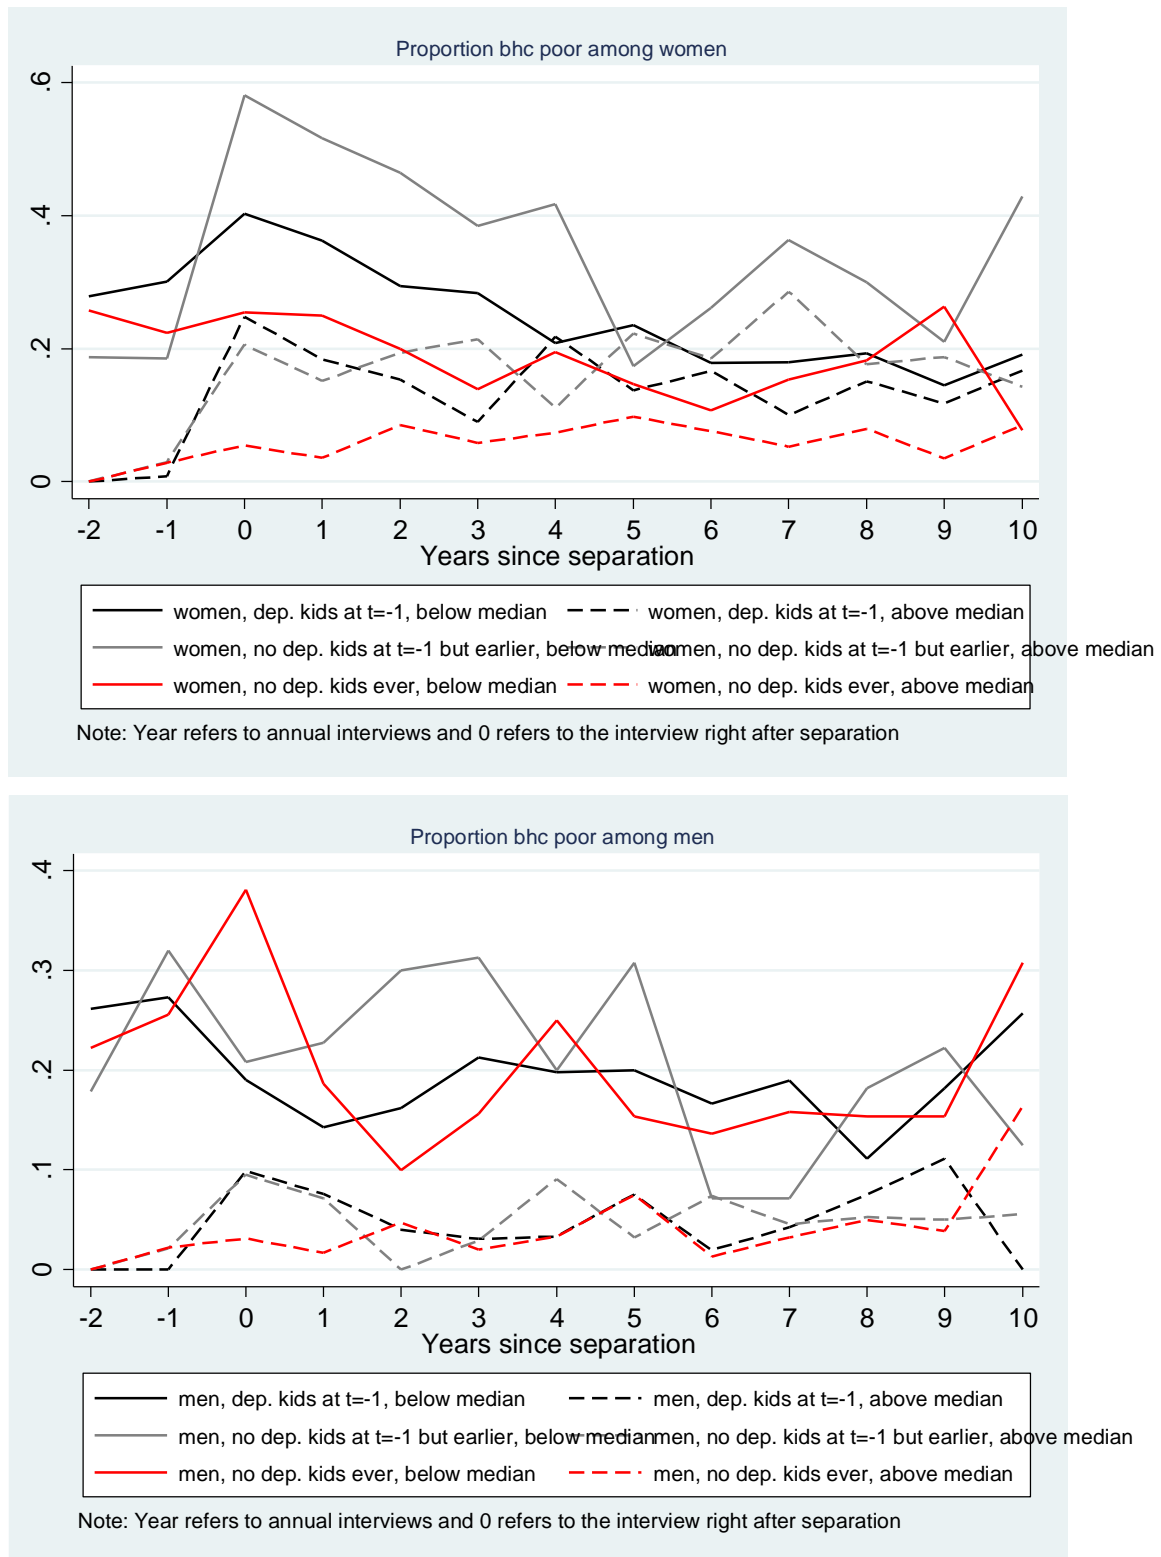 Proportion bhc poor among women
.6
.4
.2
0
-2 -1 0 1 2 3 4 5 6 7 8 9 10
Years since separation
women, dep. kids at t=-1, below median women, dep. kids at t=-1, above median
women, no dep. kids at t=-1 but earlier, below median women, no dep. kids at t=-1 but earlier, above median
women, no dep. kids ever, below median women, no dep. kids ever, above median
Note: Year refers to annual interviews and 0 refers to the interview right after separation
Proportion bhc poor among men
.4
.3
.2
.1
0
-2 -1 0 1 2 3 4 5 6 7 8 9 10
Years since separation
men, dep. kids at t=-1, below median men, dep. kids at t=-1, above median
men, no dep. kids at t=-1 but earlier, below median men, no dep. kids at t=-1 but earlier, above median
men, no dep. kids ever, below median men, no dep. kids ever, above median
Note: Year refers to annual interviews and 0 refers to the interview right after separation